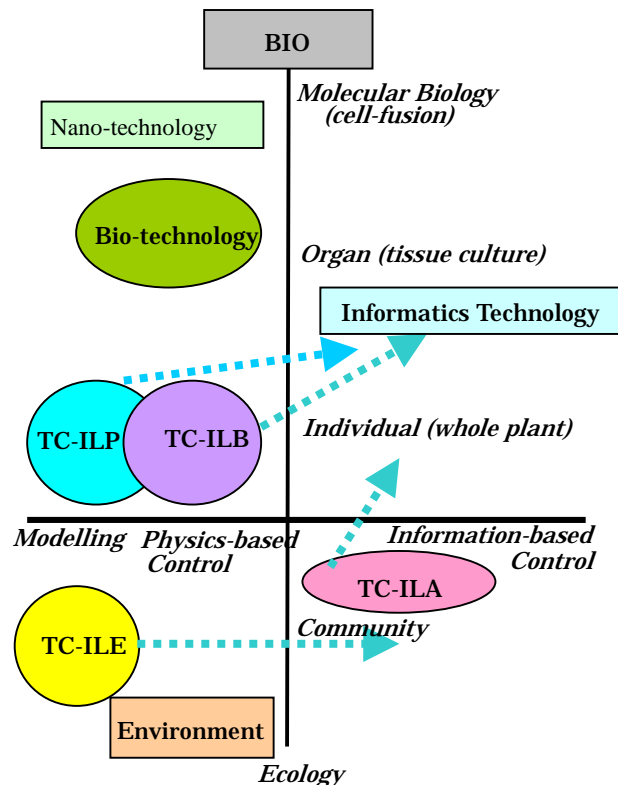 BIO
Molecular Biology
(cell-fusion)
Nano-technology
Bio-technology
Organ (tissue culture)
Informatics Technology
TC-ILP
TC-ILB
Individual (whole plant)
Modelling
Physics-based
Control
Information-based
Control
TC-ILA
Community
TC-ILE
Environment
Ecology